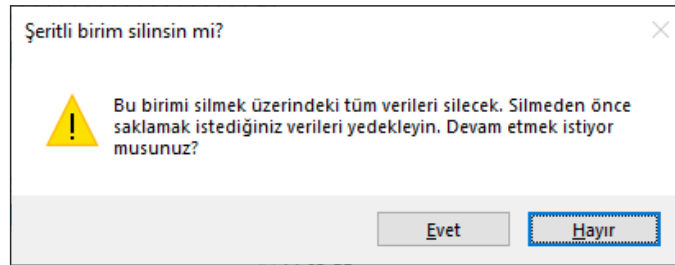 Şeritli birim silinsin mi?
Bu birimi silmek üzerindeki tüm verileri silecek. Silmeden önce
saklamak istediğiniz verileri yedekleyin. Devam etmek istiyor
musunuz?
Evet
Hayır